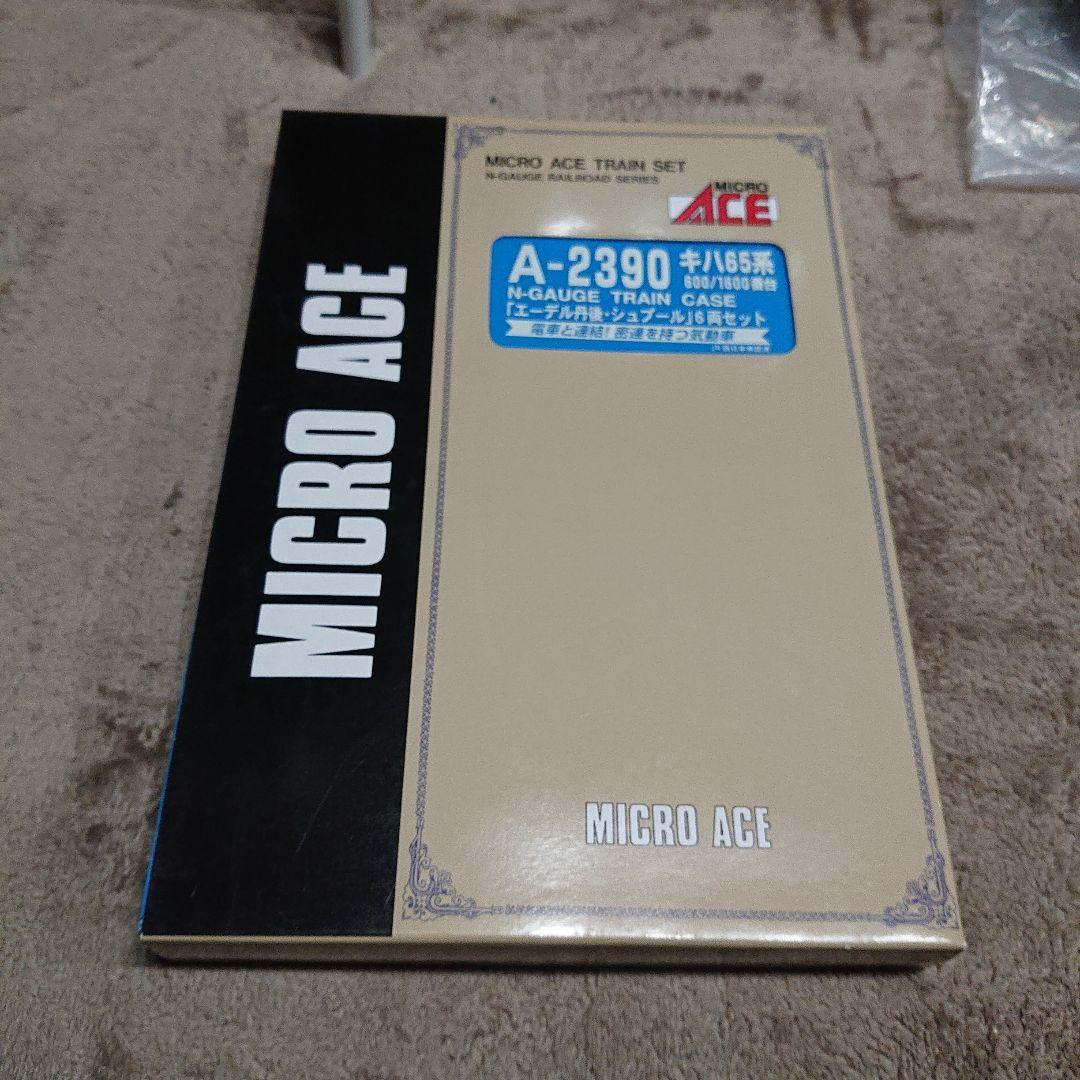 MICRO ACE
MICRO ACE TRAIN SET
N-GAUGE RAILROAD SERIES
MICRO
ACE
A-2390 キハ65系
600/1600番台
N-GAUGE TRAIN CASE
「エーデル丹後・シュプール」6両セット
電車と連結! 密連を持つ気動車
MICRO ACE